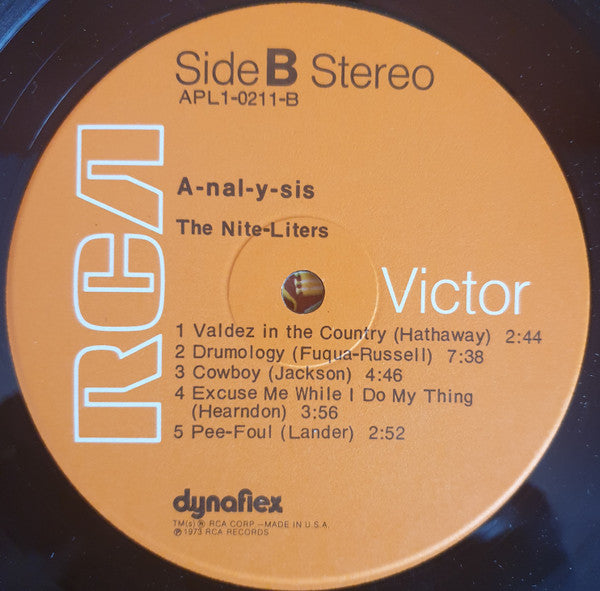 Side B Stereo
APL1-0211-B
RCA
A-nal-y-sis
The Nite-Liters
Victor
1 Valdez in the Country (Hathaway) 2:44
2 Drumology (Fuqua-Russell) 7:38
3 Cowboy (Jackson) 4:46
4 Excuse Me While I Do My Thing
(Hearndon) 3:56
5 Pee-Foul (Lander) 2:52
dynaflex
TM(s) ® RCA CORP.—MADE IN U.S.A.
℗ 1973 RCA RECORDS